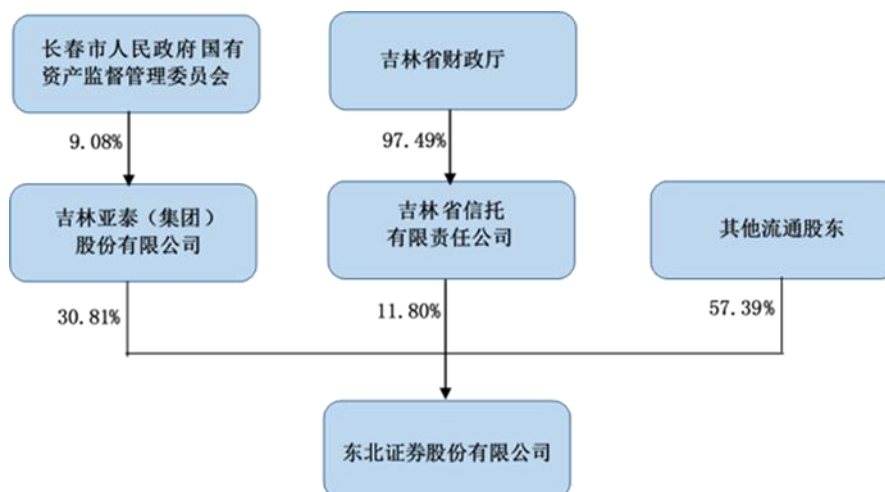 长春市人民政府国有
资产监督管理委员会
吉林省财政厅
9.08%
97.49%
吉林亚泰（集团）
股份有限公司
吉林省信托
有限责任公司
其他流通股东
30.81%
11.80%
57.39%
东北证券股份有限公司